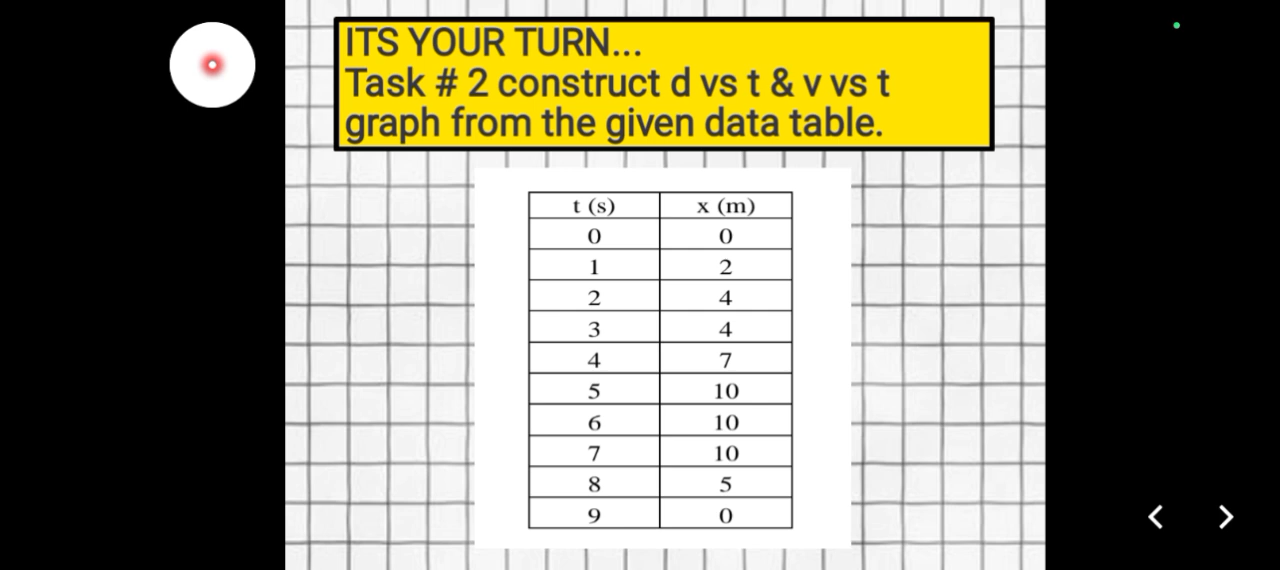 ITS YOUR TURN...
Task # 2 construct d vs t & v vs t
graph from the given data table.
t (s) x (m)
0 0
1 2
2 4
3 4
4 7
5 10
6 10
7 10
8 5
9 0